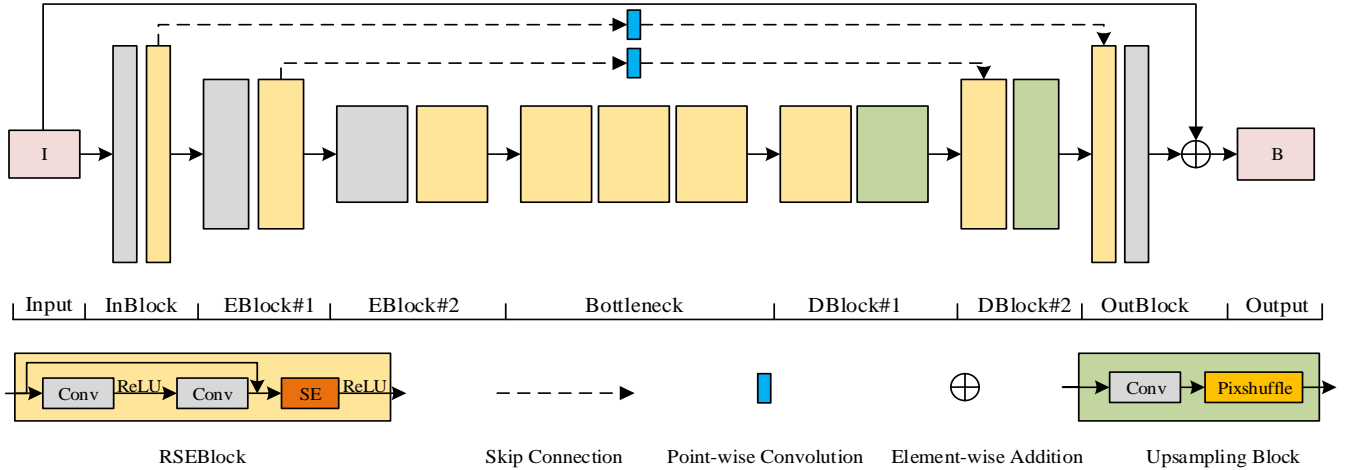 I
B
Input InBlock EBlock#1 EBlock#2 Bottleneck DBlock#1 DBlock#2 OutBlock Output
Conv ReLU Conv SE ReLU
Conv Pixshuffle
RSEBlock Skip Connection Point-wise Convolution Element-wise Addition Upsampling Block